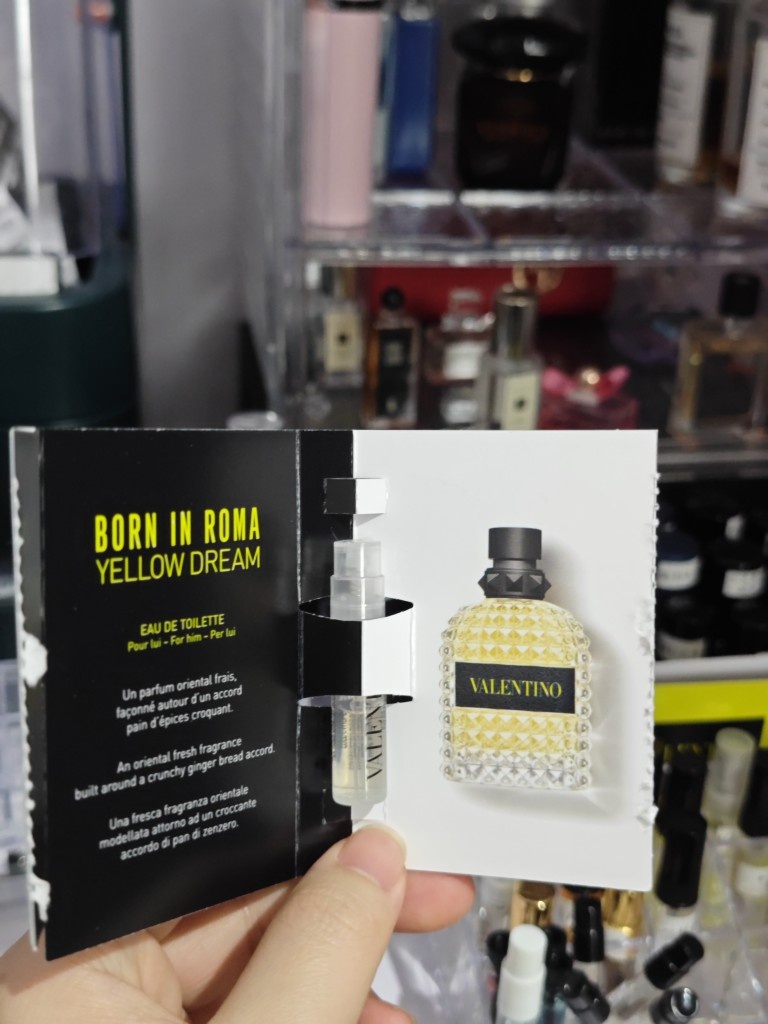 BORN IN ROMA
YELLOW DREAM
EAU DE TOILETTE
Pour lui - For him - Per lui
Un parfum oriental frais,
façonné autour d'un accord
pain d'épices croquant.
An oriental fresh fragrance
built around a crunchy ginger bread accord.
Una fresca fragranza orientale
modellata attorno ad un croccante
accordo di pan di zenzero.
VALENTINO